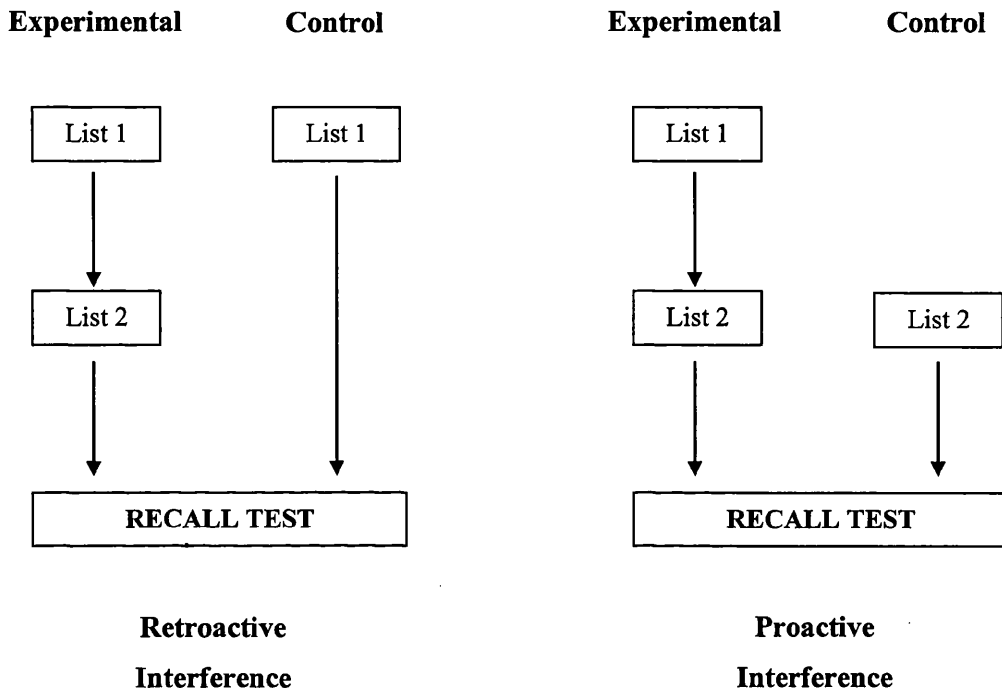 Experimental Control
List 1 List 1
List 2
RECALL TEST
Retroactive
Interference
Experimental Control
List 1
List 2 List 2
RECALL TEST
Proactive
Interference